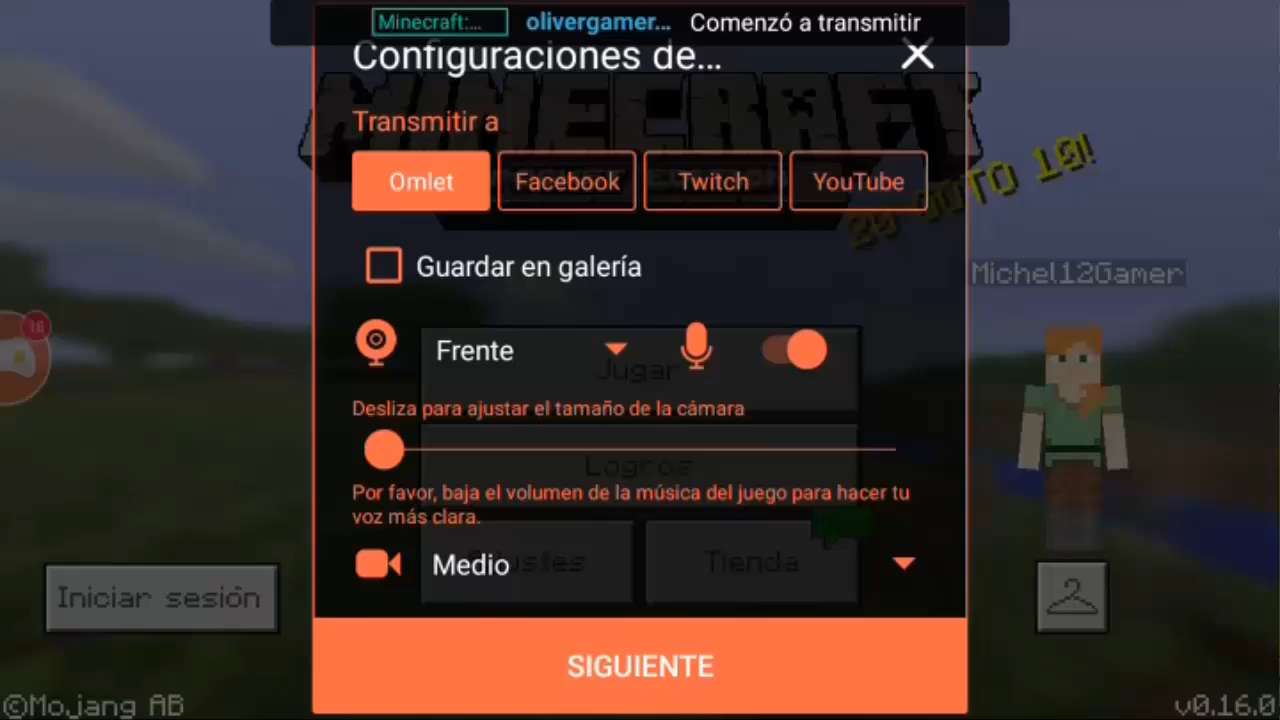 Minecraft:... olivergamer... Comenzó a transmitir
Configuraciones de...
MINECRAFT
Transmitir a
Omlet Facebook Twitch YouTube
Guardar en galería
Michel12Gamer
16
Frente
Jugar
Desliza para ajustar el tamaño de la cámara
Logros
Por favor, baja el volumen de la música del juego para hacer tu
voz más clara.
Medio
Tienda
Iniciar sesión
SIGUIENTE
©Mojang AB
v0.16.0